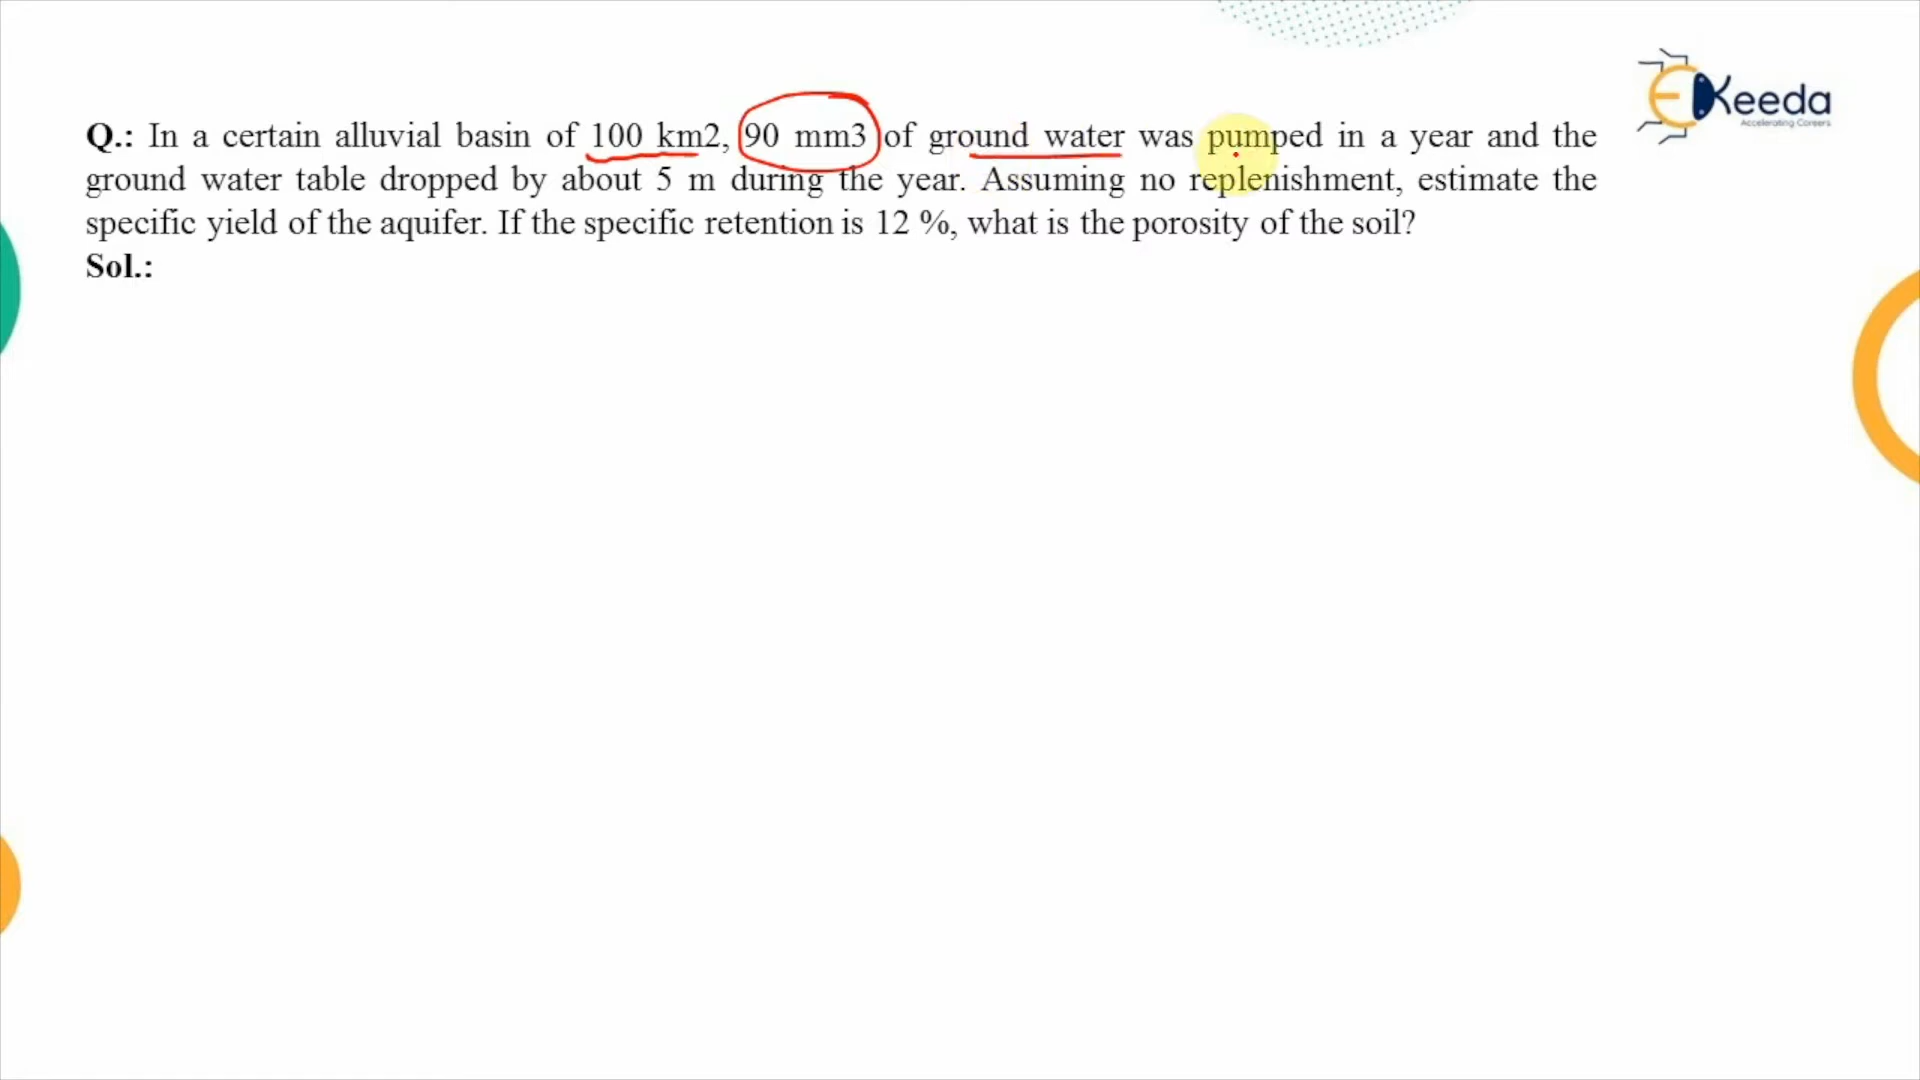 Keeda
Accelerating Careers
Q.: In a certain alluvial basin of 100 km2, 90 mm3 of ground water was pumped in a year and the
ground water table dropped by about 5 m during the year. Assuming no replenishment, estimate the
specific yield of the aquifer. If the specific retention is 12 %, what is the porosity of the soil?
Sol.: